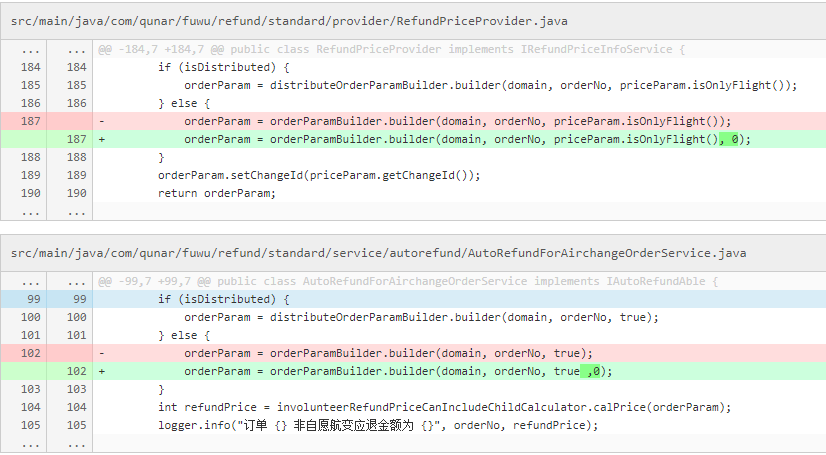 src/main/java/com/qunar/fuwu/refund/standard/provider/RefundPriceProvider.java
... ... @@ -184,7 +184,7 @@ public class RefundPriceProvider implements IRefundPriceInfoService {
184 184 if (isDistributed) {
185 185 orderParam = distributeOrderParamBuilder.builder(domain, orderNo, priceParam.isOnlyFlight());
186 186 } else {
187 - orderParam = orderParamBuilder.builder(domain, orderNo, priceParam.isOnlyFlight());
187 + orderParam = orderParamBuilder.builder(domain, orderNo, priceParam.isOnlyFlight(), 0);
188 188 }
189 189 orderParam.setChangeId(priceParam.getChangeId());
190 190 return orderParam;
... ...
src/main/java/com/qunar/fuwu/refund/standard/service/autorefund/AutoRefundForAirchangeOrderService.java
... ... @@ -99,7 +99,7 @@ public class AutoRefundForAirchangeOrderService implements IAutoRefundAble {
99 99 if (isDistributed) {
100 100 orderParam = distributeOrderParamBuilder.builder(domain, orderNo, true);
101 101 } else {
102 - orderParam = orderParamBuilder.builder(domain, orderNo, true);
102 + orderParam = orderParamBuilder.builder(domain, orderNo, true ,0);
103 103 }
104 104 int refundPrice = involunteerRefundPriceCanIncludeChildCalculator.calPrice(orderParam);
105 105 logger.info("订单 {} 非自愿航变应退金额为 {}", orderNo, refundPrice);
... ...